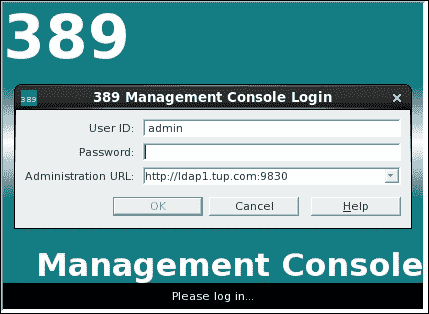 389
389 389 Management Console Login
User ID: admin
Password:
Administration URL: http://ldap1.tup.com:9830
OK Cancel Help
Management Console
Please log in...